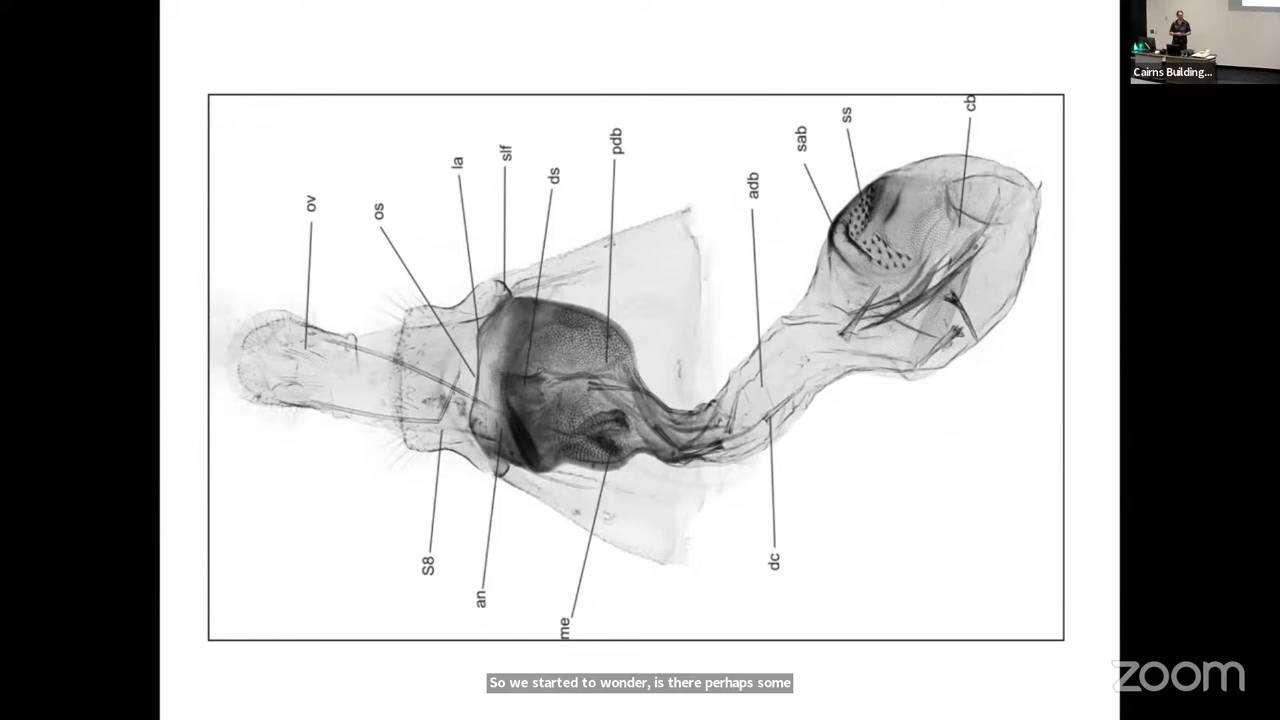 Cairns Building...
ov
os
la
slf
ds
pdb
adb
sab
ss
cb
S8
an
me
dc
So we started to wonder, is there perhaps some
zoom